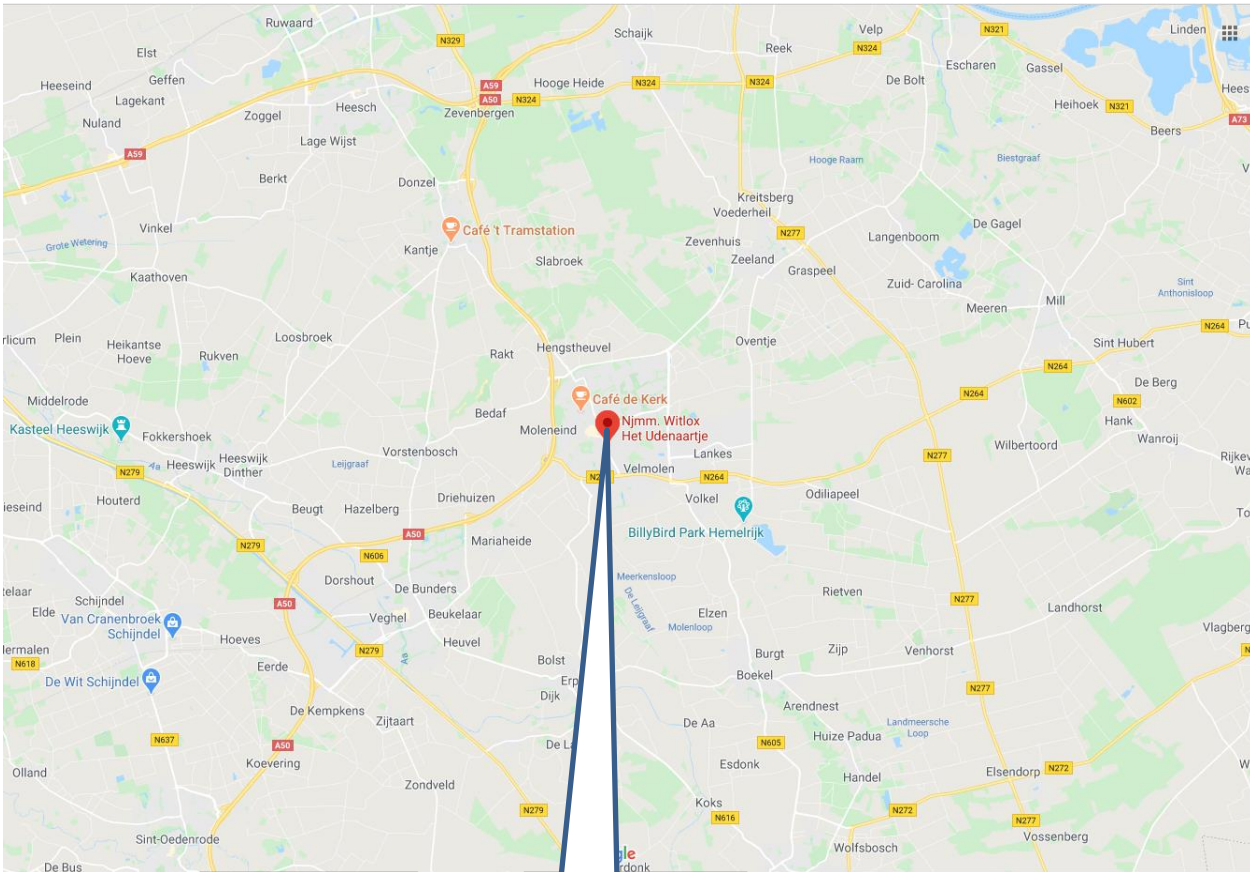 Ruwaard
Schaijk
Velp
N321
Linden
N329
Reek
N324
Elst
Escharen
Gassel
Geffen
Heeseind
A59
Hooge Heide
N324
N324
De Bolt
Lagekant
A50
N324
Heesch
Heihoek
N321
Zoggel
Zevenbergen
Nuland
A73
Beers
Lage Wijst
A59
Hooge Raam
Biestgraaf
Berkt
Donzel
Kreitsberg
Voederheil
Vinkel
Café 't Tramstation
De Gagel
N277
Langenboom
Grote Wetering
Kantje
Zevenhuis
Slabroek
Zeeland
Graspeel
Kaathoven
Zuid- Carolina
Sint
Anthonisloop
Mill
Meeren
N264
Plein
Heikantse
Hoeve
Loosbroek
Oventje
Sint Hubert
Rukven
Rakt
Hengstheuvel
N264
De Berg
N264
Middelrode
Café de Kerk
N602
Bedaf
Kasteel Heeswijk
Moleneind
Njmm. Witlox
Het Udenaartje
Hank
Fokkershoek
Wanroij
Wilbertoord
Vorstenbosch
Lankes
N277
Heeswijk
Heeswijk
Dinther
Aa
Leijgraaf
Velmolen
N279
N264
Houterd
Driehuizen
Volkel
Odiliapeel
Beugt
Hazelberg
BillyBird Park Hemelrijk
A50
Mariaheide
N279
N606
Meerkensloop
Dorshout
De Bunders
De Leijgraaf
Rietven
Schijndel
A50
N277
Landhorst
Elde
Van Cranenbroek
Schijndel
Veghel
Beukelaar
Elzen
Molenloop
Vlagberg
Hoeves
Heuvel
N279
Aa
Burgt
Zijp
Venhorst
N618
Eerde
Bolst
Boekel
De Wit Schijndel
Dijk
N277
De Kempkens
Arendnest
Zijtaart
De Aa
Landmeersche
Loop
N637
Huize Padua
A50
N605
Koevering
Esdonk
Olland
Elsendorp
N272
Zondveld
Handel
Koks
N279
N616
N272
N277
Sint-Oedenrode
Vossenberg
Wolfsbosch
De Bus